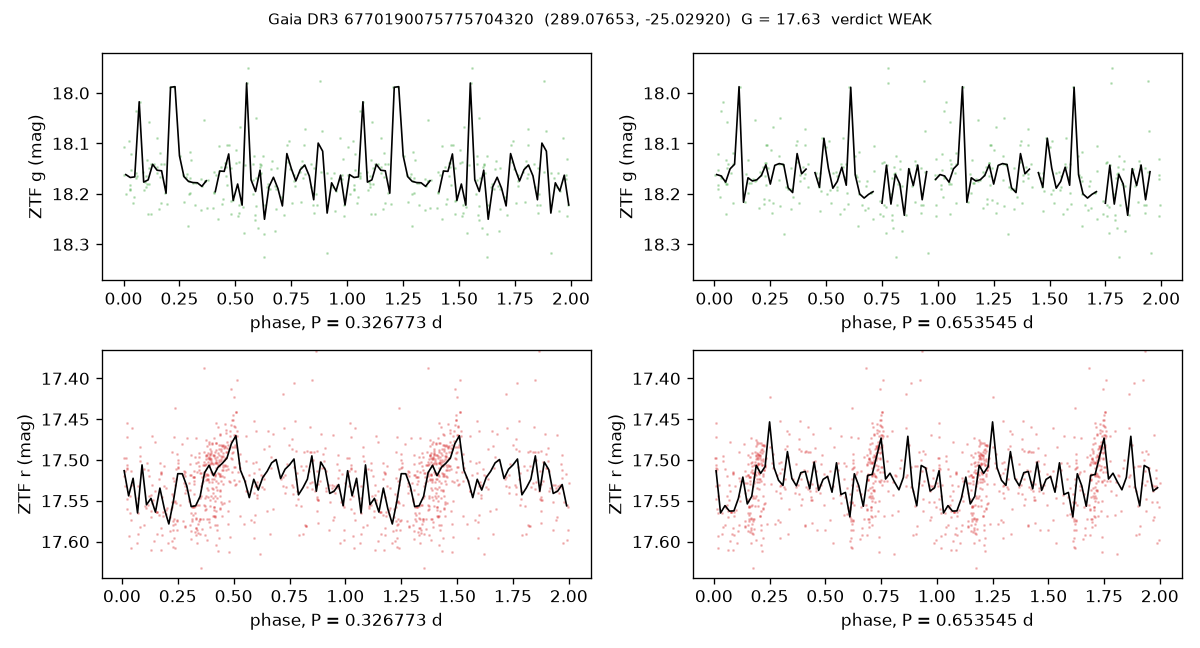 Gaia DR3 6770190075775704320 (289.07653, -25.02920) G = 17.63 verdict WEAK
ZTF g (mag)
18.0
18.1
18.2
18.3
0.00 0.25 0.50 0.75 1.00 1.25 1.50 1.75 2.00
phase, P = 0.326773 d
ZTF g (mag)
18.0
18.1
18.2
18.3
0.00 0.25 0.50 0.75 1.00 1.25 1.50 1.75 2.00
phase, P = 0.653545 d
ZTF r (mag)
17.40
17.45
17.50
17.55
17.60
0.00 0.25 0.50 0.75 1.00 1.25 1.50 1.75 2.00
phase, P = 0.326773 d
ZTF r (mag)
17.40
17.45
17.50
17.55
17.60
0.00 0.25 0.50 0.75 1.00 1.25 1.50 1.75 2.00
phase, P = 0.653545 d